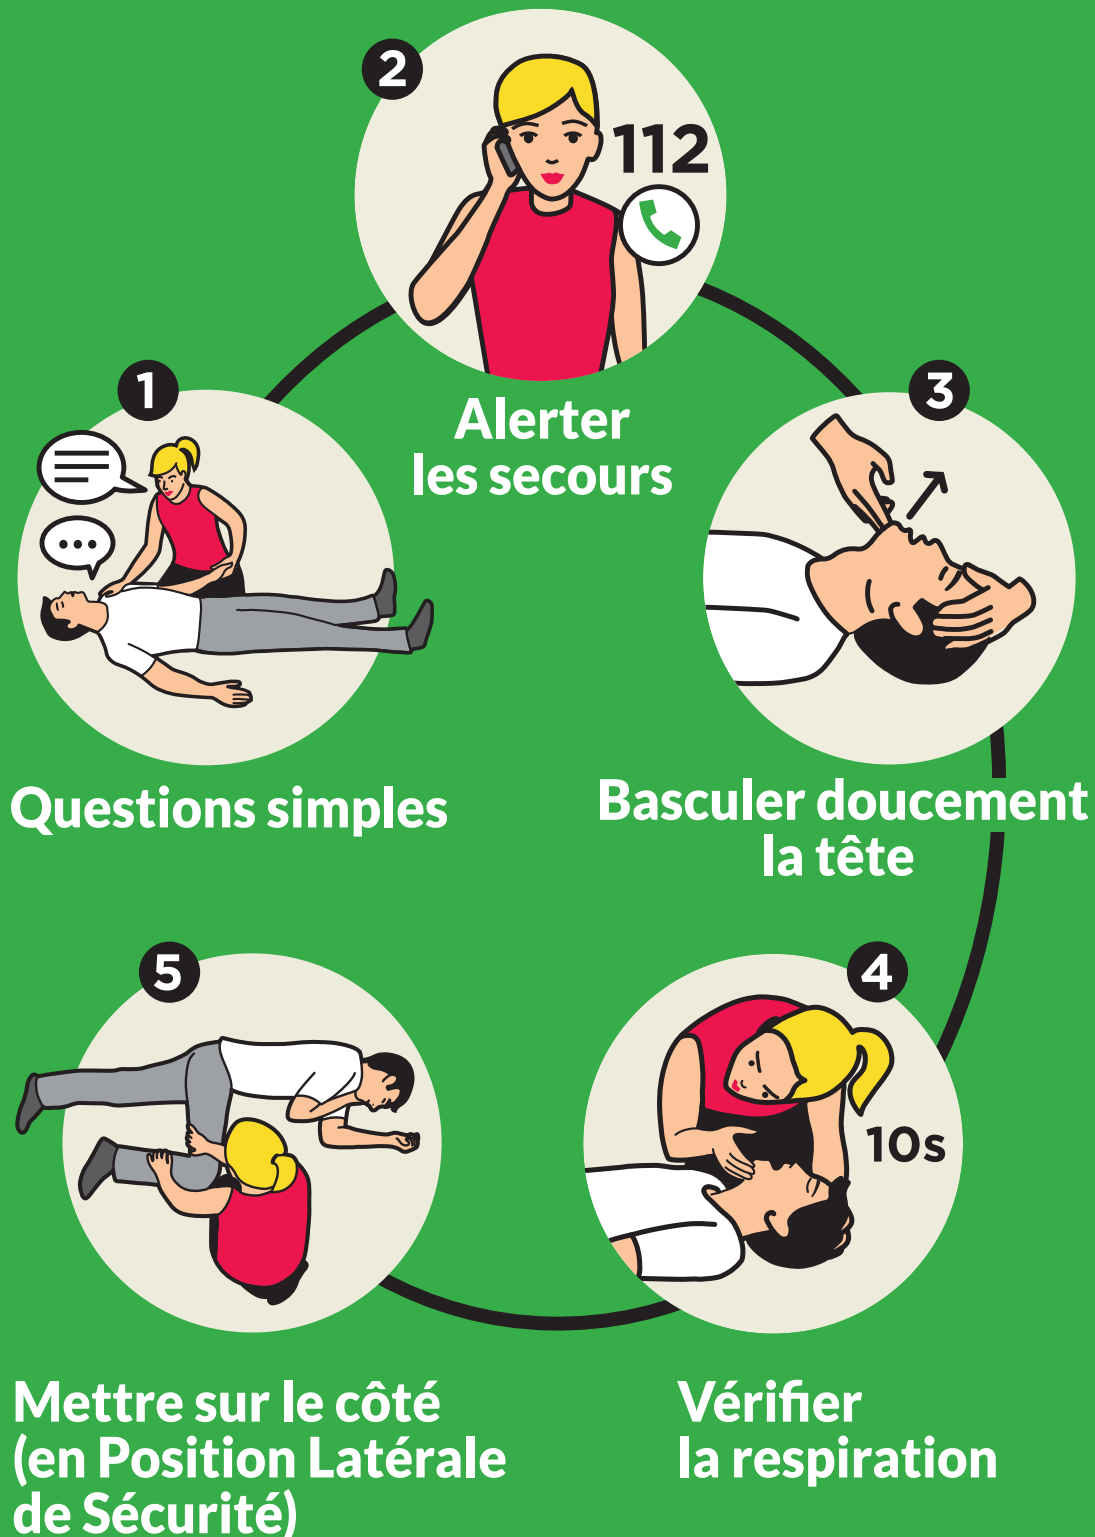 1
Questions simples
2
112
Alerter
les secours
3
Basculer doucement
la tête
4
10s
Vérifier
la respiration
5
Mettre sur le côté
(en Position Latérale
de Sécurité)